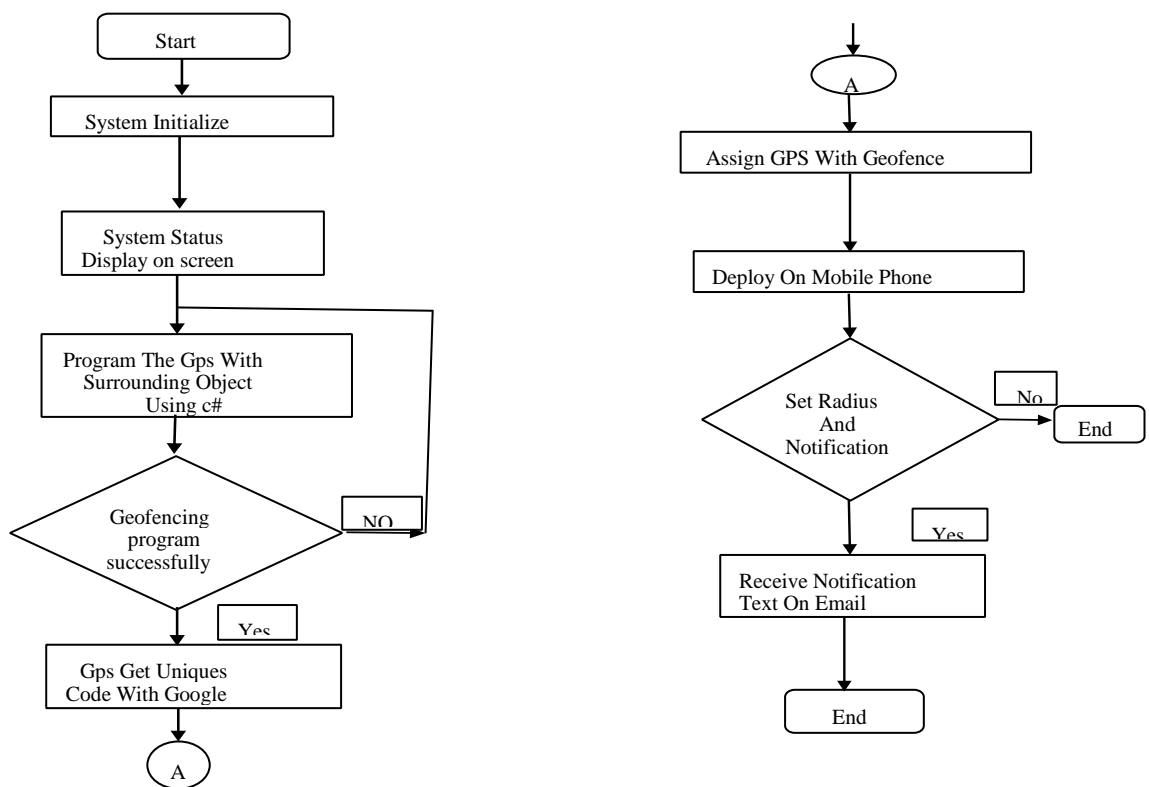 Start
System Initialize
System Status
Display on screen
Program The Gps With
Surrounding Object
Using c#
Geofencing
program
successfully
NO
Yes
Gps Get Uniques
Code With Google
A
A
Assign GPS With Geofence
Deploy On Mobile Phone
Set Radius
And
Notification
No
End
Yes
Receive Notification
Text On Email
End